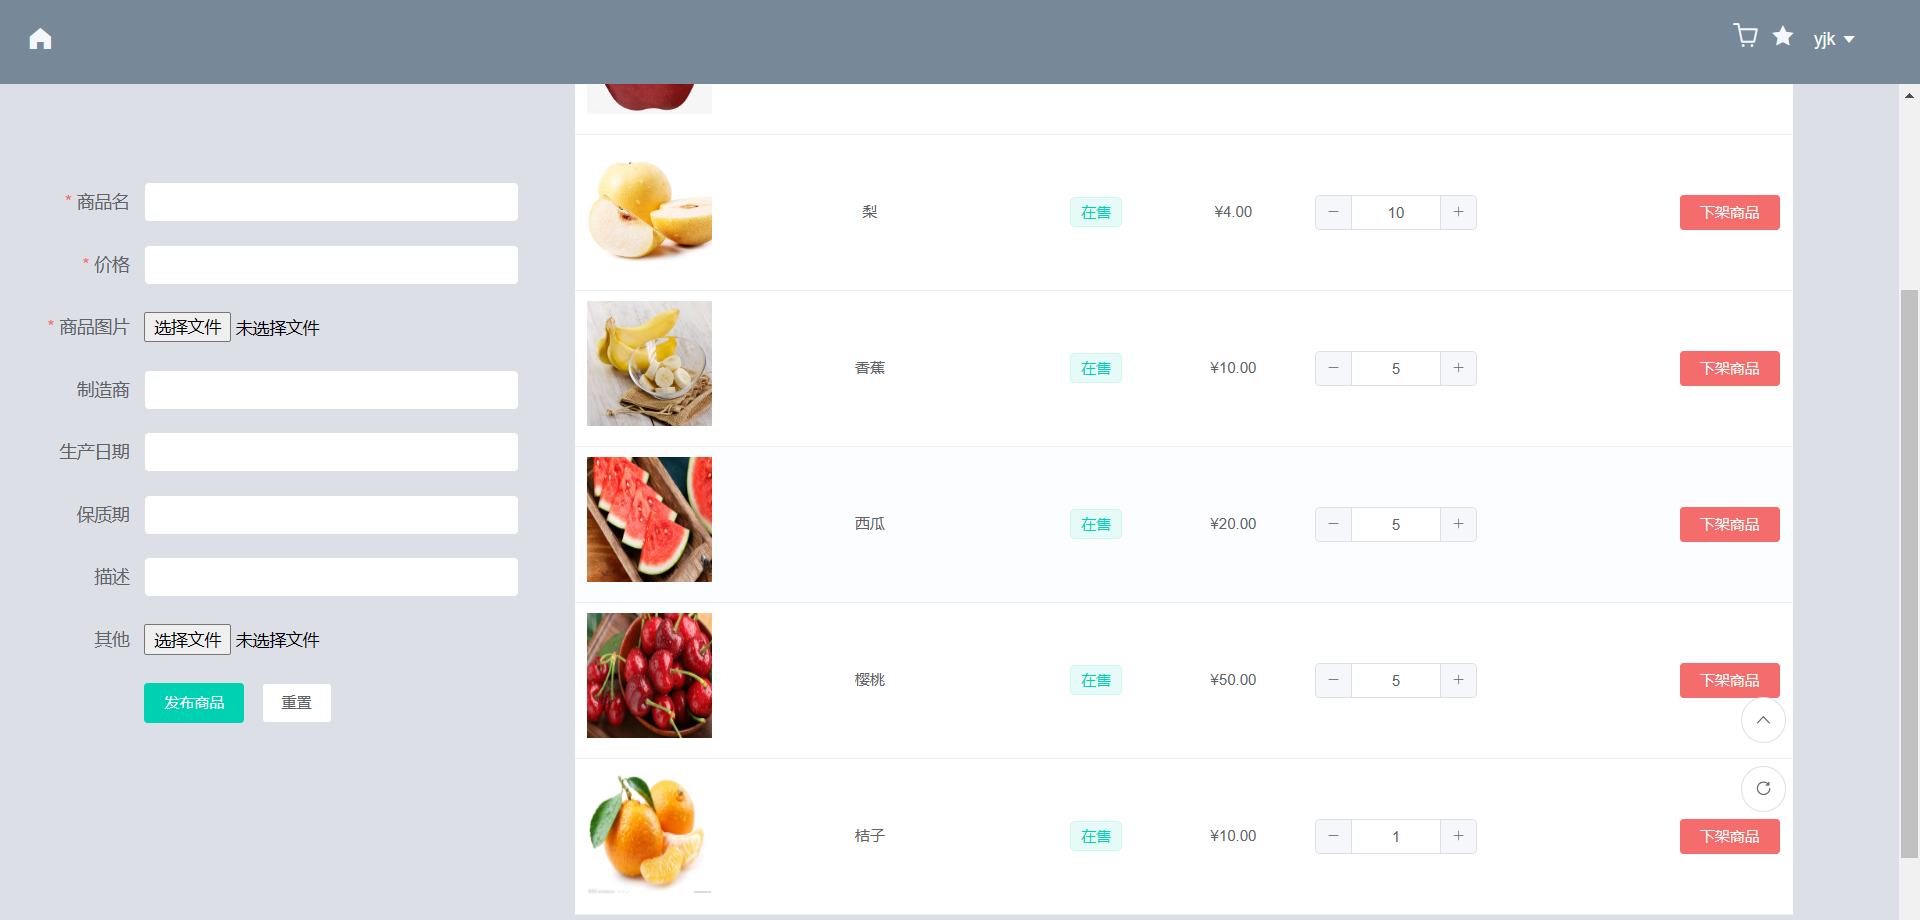 yjk
* 商品名
* 价格
* 商品图片 选择文件 未选择文件
制造商
生产日期
保质期
描述
其他 选择文件 未选择文件
发布商品 重置
梨 在售 ¥4.00 − 10 + 下架商品
香蕉 在售 ¥10.00 − 5 + 下架商品
西瓜 在售 ¥20.00 − 5 + 下架商品
樱桃 在售 ¥50.00 − 5 + 下架商品
桔子 在售 ¥10.00 − 1 + 下架商品